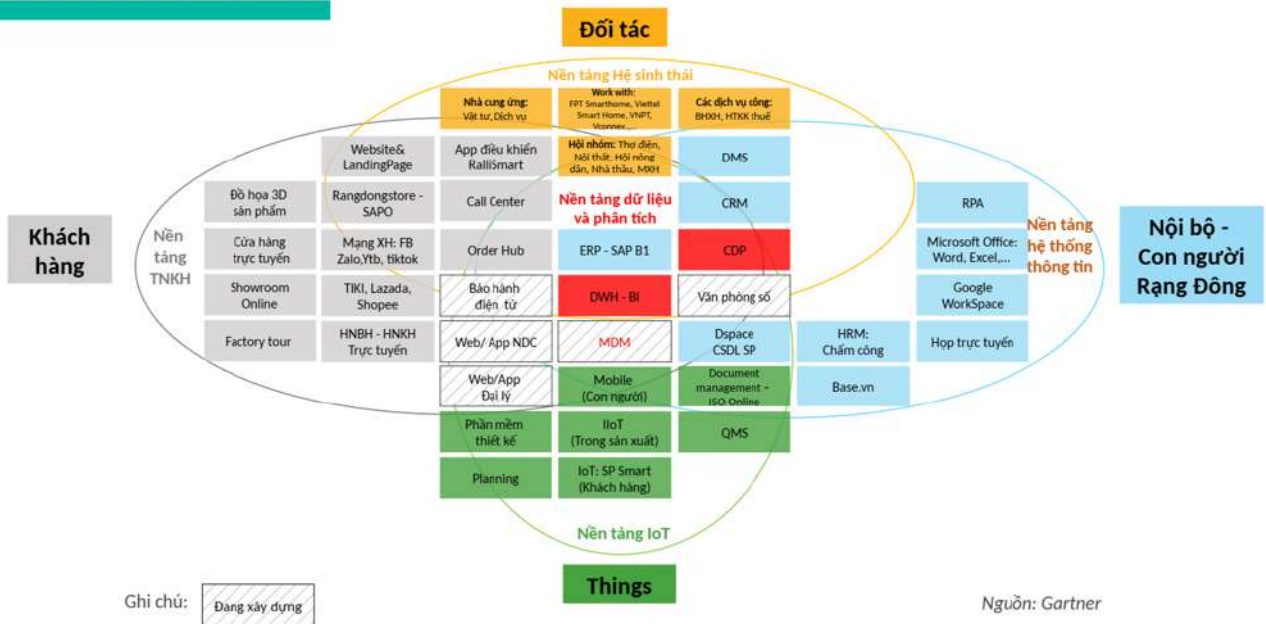 Đối tác
Nền tảng Hệ sinh thái
Nhà cung ứng:
Vật tư, Dịch vụ
Work with:
FPT Smarthome, Viettel
Smart Home, VNPT,
Vconnex,...
Các dịch vụ công:
BHXH, HTKK thuế
Website&
LandingPage
App điều khiển
RalliSmart
Hội nhóm: Thợ điện,
Nội thất, Hội nông
dân, Nhà thầu, MXH
DMS
Đồ họa 3D
sản phẩm
Rangdongstore -
SAPO
Call Center
Nền tảng dữ liệu
và phân tích
CRM
RPA
Khách
hàng
Nền
tảng
TNKH
Cửa hàng
trực tuyến
Mạng XH: FB
Zalo,Ytb, tiktok
Order Hub
ERP - SAP B1
CDP
Microsoft Office:
Word, Excel,...
Nền tảng
hệ thống
thông tin
Nội bộ -
Con người
Rạng Đông
Showroom
Online
TIKI, Lazada,
Shopee
Bảo hành
điện tử
DWH - BI
Văn phòng số
Google
WorkSpace
Factory tour
HNBH - HNKH
Trực tuyến
Web/ App NDC
MDM
Dspace
CSDL SP
HRM:
Chấm công
Họp trực tuyến
Web/App
Đại lý
Mobile
(Con người)
Document
management –
ISO Online
Base.vn
Phần mềm
thiết kế
IIoT
(Trong sản xuất)
QMS
Planning
IoT: SP Smart
(Khách hàng)
Nền tảng IoT
Things
Ghi chú:
Đang xây dựng
Nguồn: Gartner